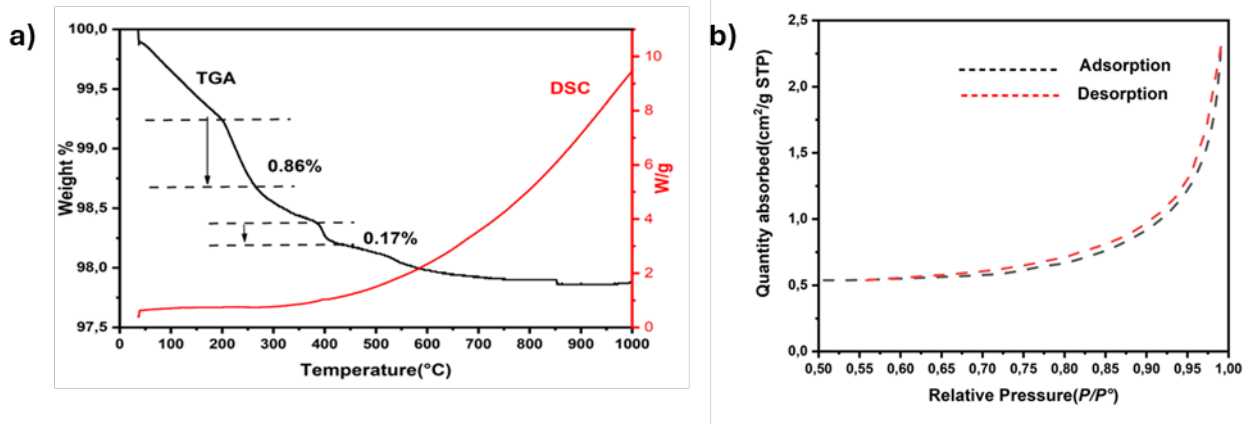 a)
100,0
99,5
99,0
98,5
98,0
97,5
Weight %
TGA
0.86%
0.17%
DSC
10
8
6
4
2
0
W/g
0 100 200 300 400 500 600 700 800 900 1000
Temperature(°C)
b)
2,5
2,0
1,5
1,0
0,5
0,0
Quantity absorbed(cm²/g STP)
Adsorption
Desorption
0,50 0,55 0,60 0,65 0,70 0,75 0,80 0,85 0,90 0,95 1,00
Relative Pressure(P/P°)